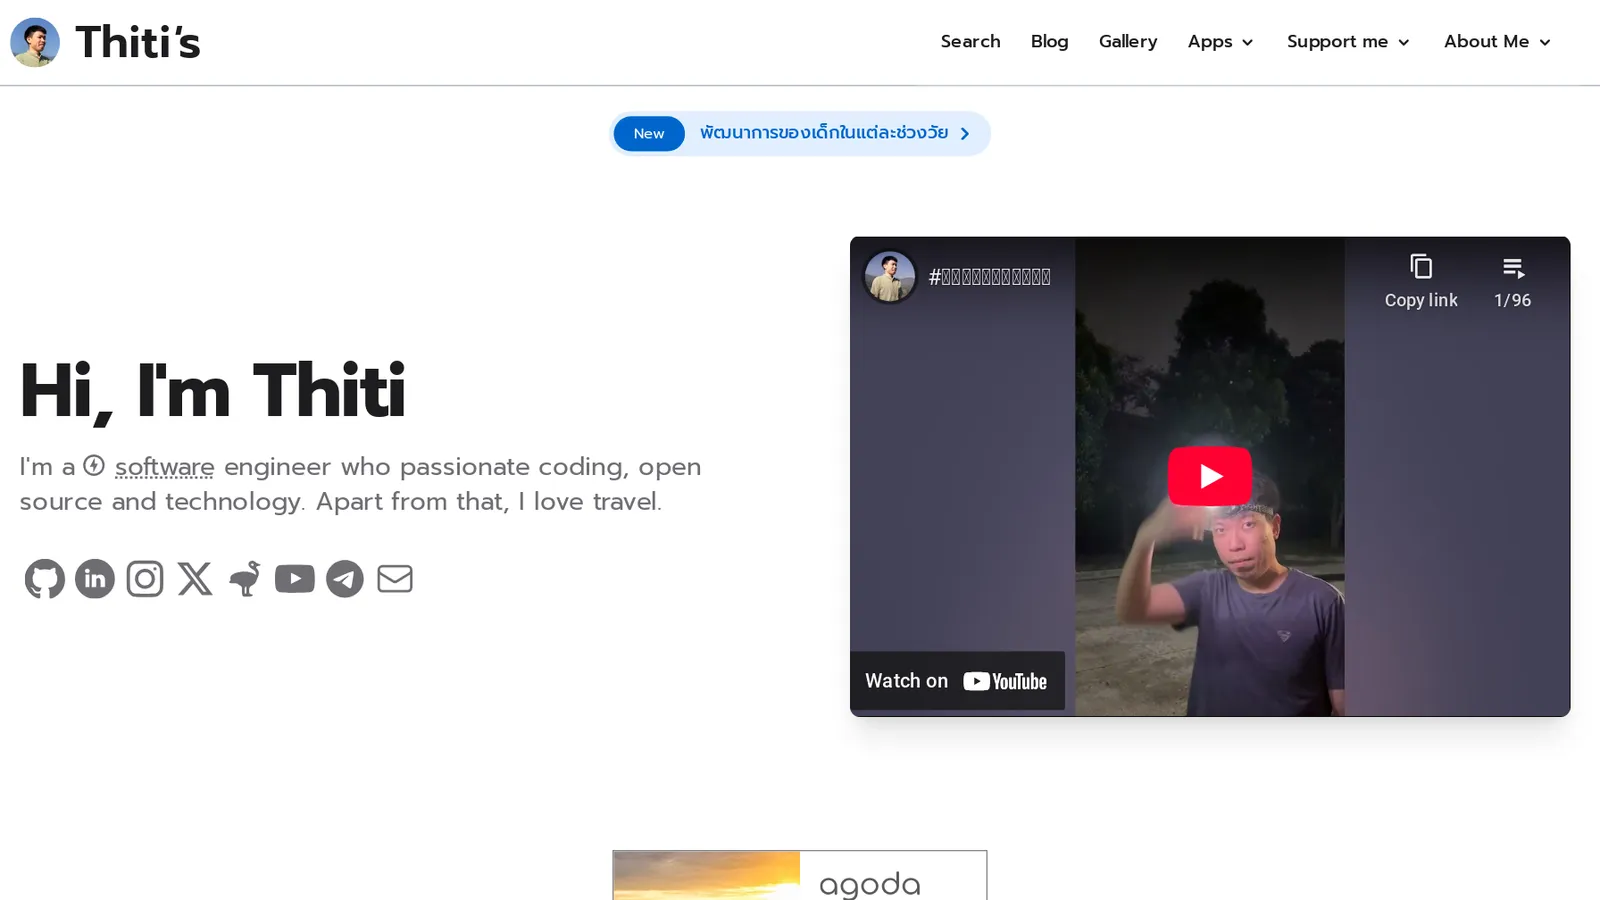 Thiti's
Search
Blog
Gallery
Apps
Support me
About Me
New
พัฒนาการของเด็กในแต่ละช่วงวัย
Hi, I'm Thiti
I'm a software engineer who passionate coding, open
source and technology. Apart from that, I love travel.
#
Copy link
1/96
Watch on YouTube
agoda